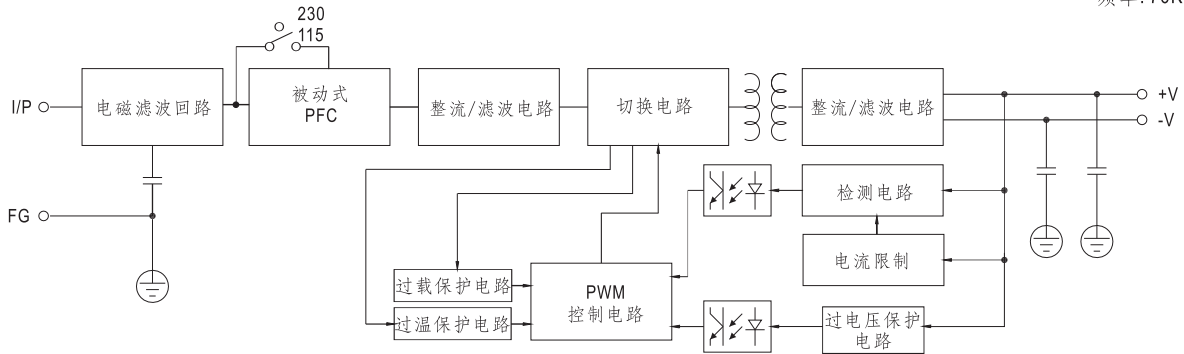 230
115
I/P
电磁滤波回路
被动式
PFC
整流/滤波电路
切换电路
整流/滤波电路
+V
-V
FG
检测电路
电流限制
过载保护电路
过温保护电路
PWM
控制电路
过电压保护
电路